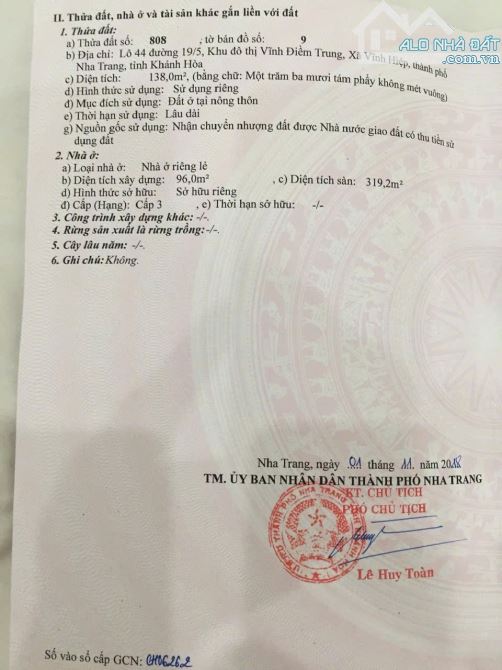 II. Thửa đất, nhà ở và tài sản khác gắn liền với đất
1. Thửa đất:
a) Thửa đất số: 808 , tờ bản đồ số: 9
b) Địa chỉ: Lô 44 đường 19/5, Khu đô thị Vĩnh Điềm Trung, Xã Vĩnh Hiệp, thành phố
Nha Trang, tỉnh Khánh Hòa
c) Diện tích: 138,0m², (bằng chữ: Một trăm ba mươi tám phẩy không mét vuông)
d) Hình thức sử dụng: Sử dụng riêng
đ) Mục đích sử dụng: Đất ở tại nông thôn
e) Thời hạn sử dụng: Lâu dài
g) Nguồn gốc sử dụng: Nhận chuyển nhượng đất được Nhà nước giao đất có thu tiền sử
dụng đất
2. Nhà ở:
a) Loại nhà ở: Nhà ở riêng lẻ
b) Diện tích xây dựng: 96,0m² , c) Diện tích sàn: 319,2m²
d) Hình thức sở hữu: Sở hữu riêng
đ) Cấp (Hạng): Cấp 3 , e) Thời hạn sở hữu: -/-
3. Công trình xây dựng khác: -/-.
4. Rừng sản xuất là rừng trồng: -/-.
5. Cây lâu năm: -/-.
6. Ghi chú: Không.
ALO NHÀ ĐẤT
Nha Trang, ngày 01 tháng 11 năm 2018
TM. ỦY BAN NHÂN DÂN THÀNH PHỐ NHA TRANG
KT. CHỦ TỊCH
PHÓ CHỦ TỊCH
Lê Huy Toàn
Số vào sổ cấp GCN: CH06262